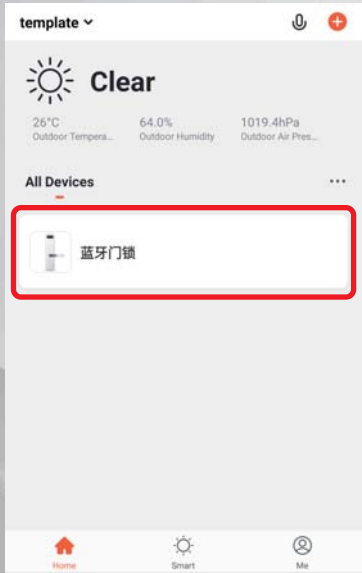 template
Clear
26°C 64.0% 1019.4hPa
Outdoor Tempera... Outdoor Humidity Outdoor Air Pres...
All Devices
蓝牙门锁
Home Smart Me